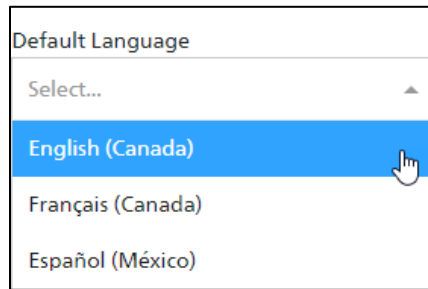 Default Language
Select...
English (Canada)
Français (Canada)
Español (México)